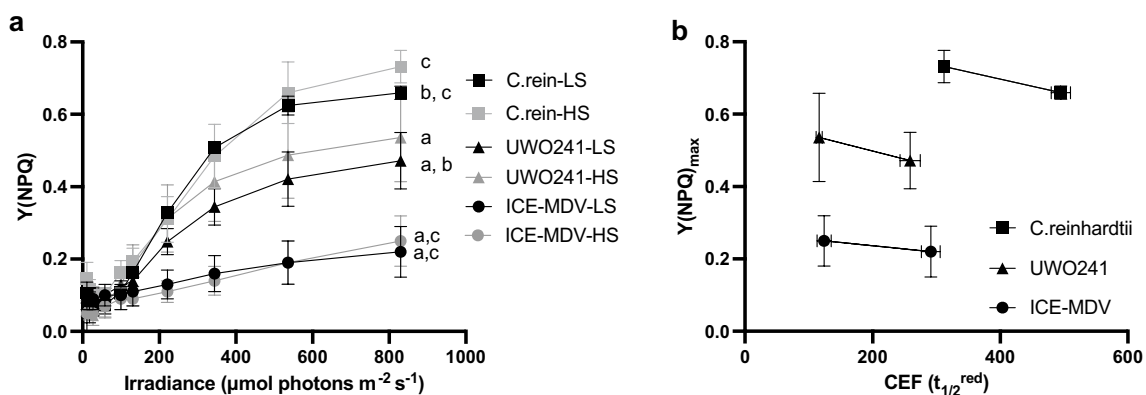 a
Y(NPQ)
0.8
0.6
0.4
0.2
0.0
0 200 400 600 800 1000
Irradiance (µmol photons m⁻² s⁻¹)
c
b, c
a
a, b
a,c
a,c
C.rein-LS
C.rein-HS
UWO241-LS
UWO241-HS
ICE-MDV-LS
ICE-MDV-HS
b
Y(NPQ)max
0.8
0.6
0.4
0.2
0.0
0 200 400 600
CEF (t1/2red)
C.reinhardtii
UWO241
ICE-MDV